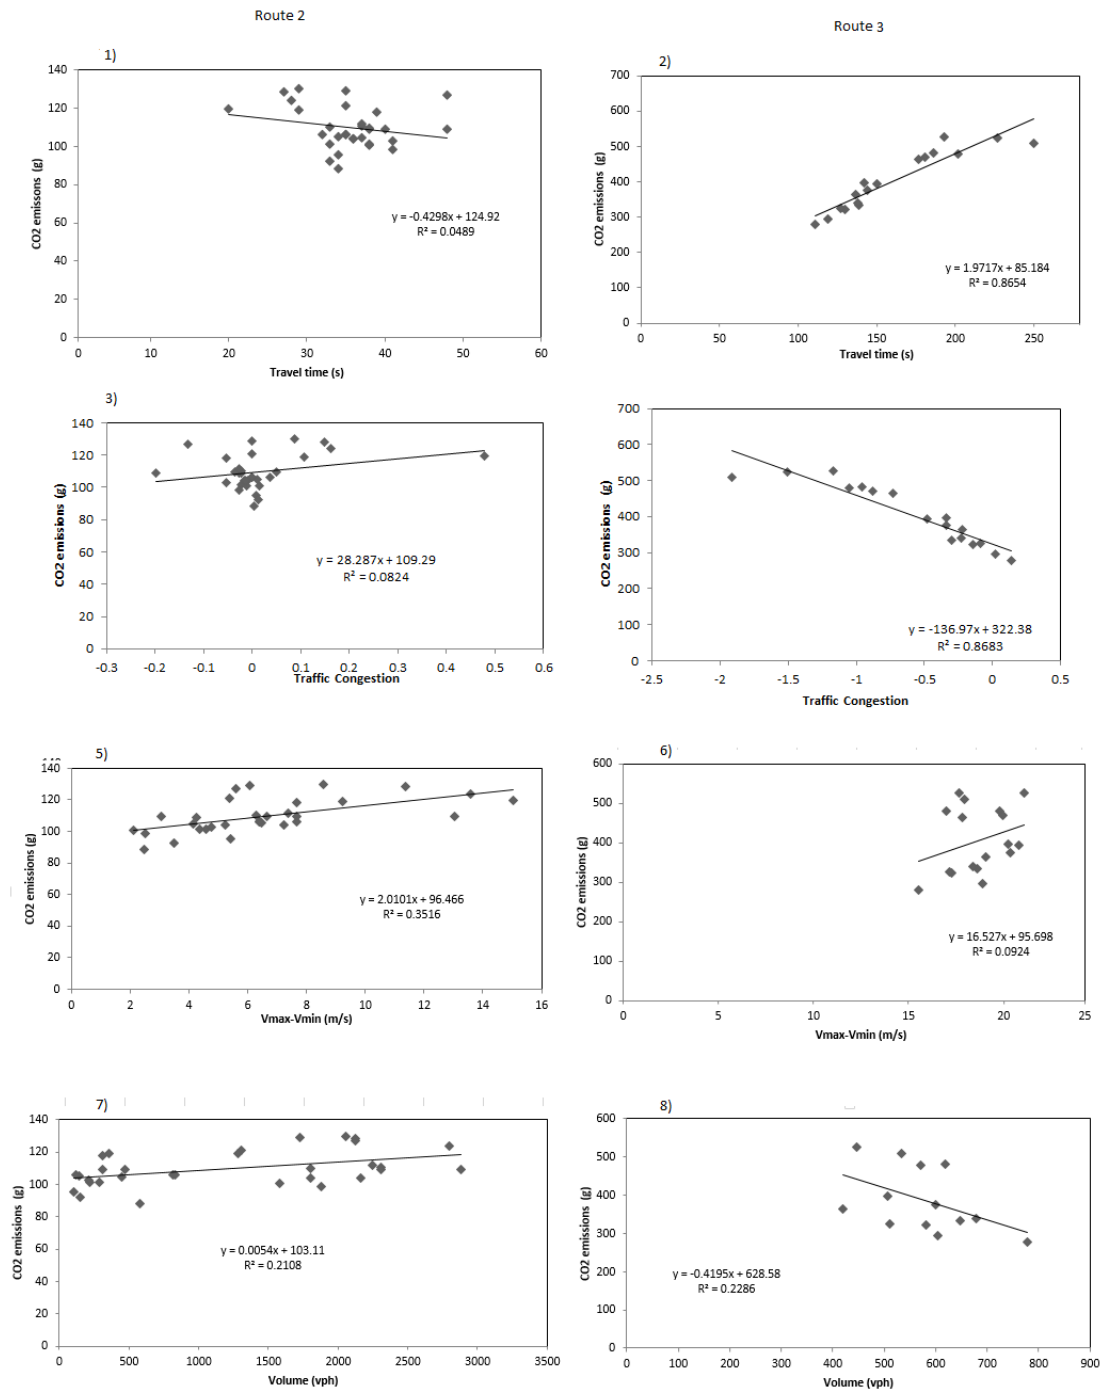 Route 2
Route 3
1)
140
120
100
80
60
40
20
0
CO2 emissons (g)
y = -0.4298x + 124.92
R² = 0.0489
0 10 20 30 40 50 60
Travel time (s)
2)
700
600
500
400
300
200
100
0
CO2 emissions (g)
y = 1.9717x + 85.184
R² = 0.8654
0 50 100 150 200 250
Travel time (s)
3)
140
120
100
80
60
40
20
0
CO2 emissions (g)
y = 28.287x + 109.29
R² = 0.0824
-0.3 -0.2 -0.1 0 0.1 0.2 0.3 0.4 0.5 0.6
Traffic Congestion
700
600
500
400
300
200
100
0
CO2 emissions (g)
y = -136.97x + 322.38
R² = 0.8683
-2.5 -2 -1.5 -1 -0.5 0 0.5
Traffic Congestion
5)
140
120
100
80
60
40
20
0
CO2 emissions (g)
y = 2.0101x + 96.466
R² = 0.3516
0 2 4 6 8 10 12 14 16
Vmax-Vmin (m/s)
6)
600
500
400
300
200
100
0
CO2 emissions (g)
y = 16.527x + 95.698
R² = 0.0924
0 5 10 15 20 25
Vmax-Vmin (m/s)
7)
140
120
100
80
60
40
20
0
CO2 emissions (g)
y = 0.0054x + 103.11
R² = 0.2108
0 500 1000 1500 2000 2500 3000 3500
Volume (vph)
8)
600
500
400
300
200
100
0
CO2 emissions (g)
y = -0.4195x + 628.58
R² = 0.2286
0 100 200 300 400 500 600 700 800 900
Volume (vph)